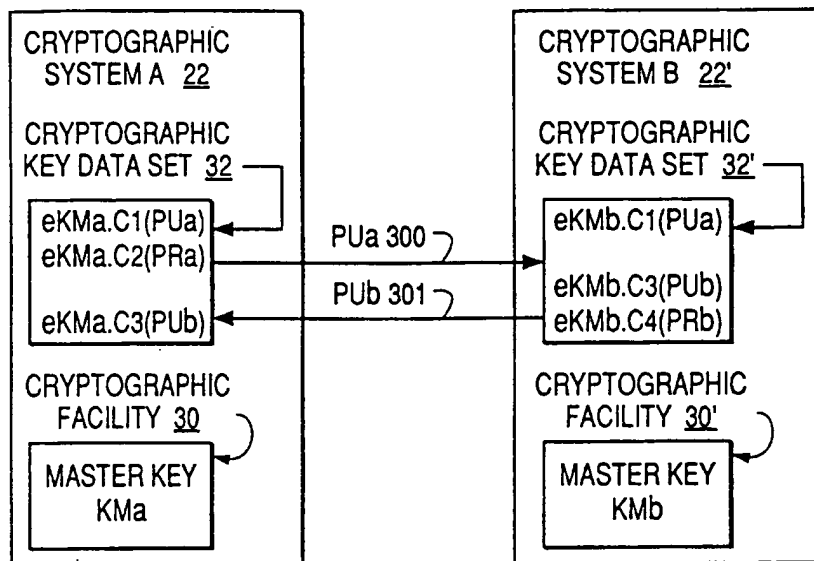 CRYPTOGRAPHIC
SYSTEM A 22
CRYPTOGRAPHIC
KEY DATA SET 32
eKMa.C1(PUa)
eKMa.C2(PRa)
eKMa.C3(PUb)
CRYPTOGRAPHIC
FACILITY 30
MASTER KEY
KMa
PUa 300
PUb 301
CRYPTOGRAPHIC
SYSTEM B 22'
CRYPTOGRAPHIC
KEY DATA SET 32'
eKMb.C1(PUa)
eKMb.C3(PUb)
eKMb.C4(PRb)
CRYPTOGRAPHIC
FACILITY 30'
MASTER KEY
KMb